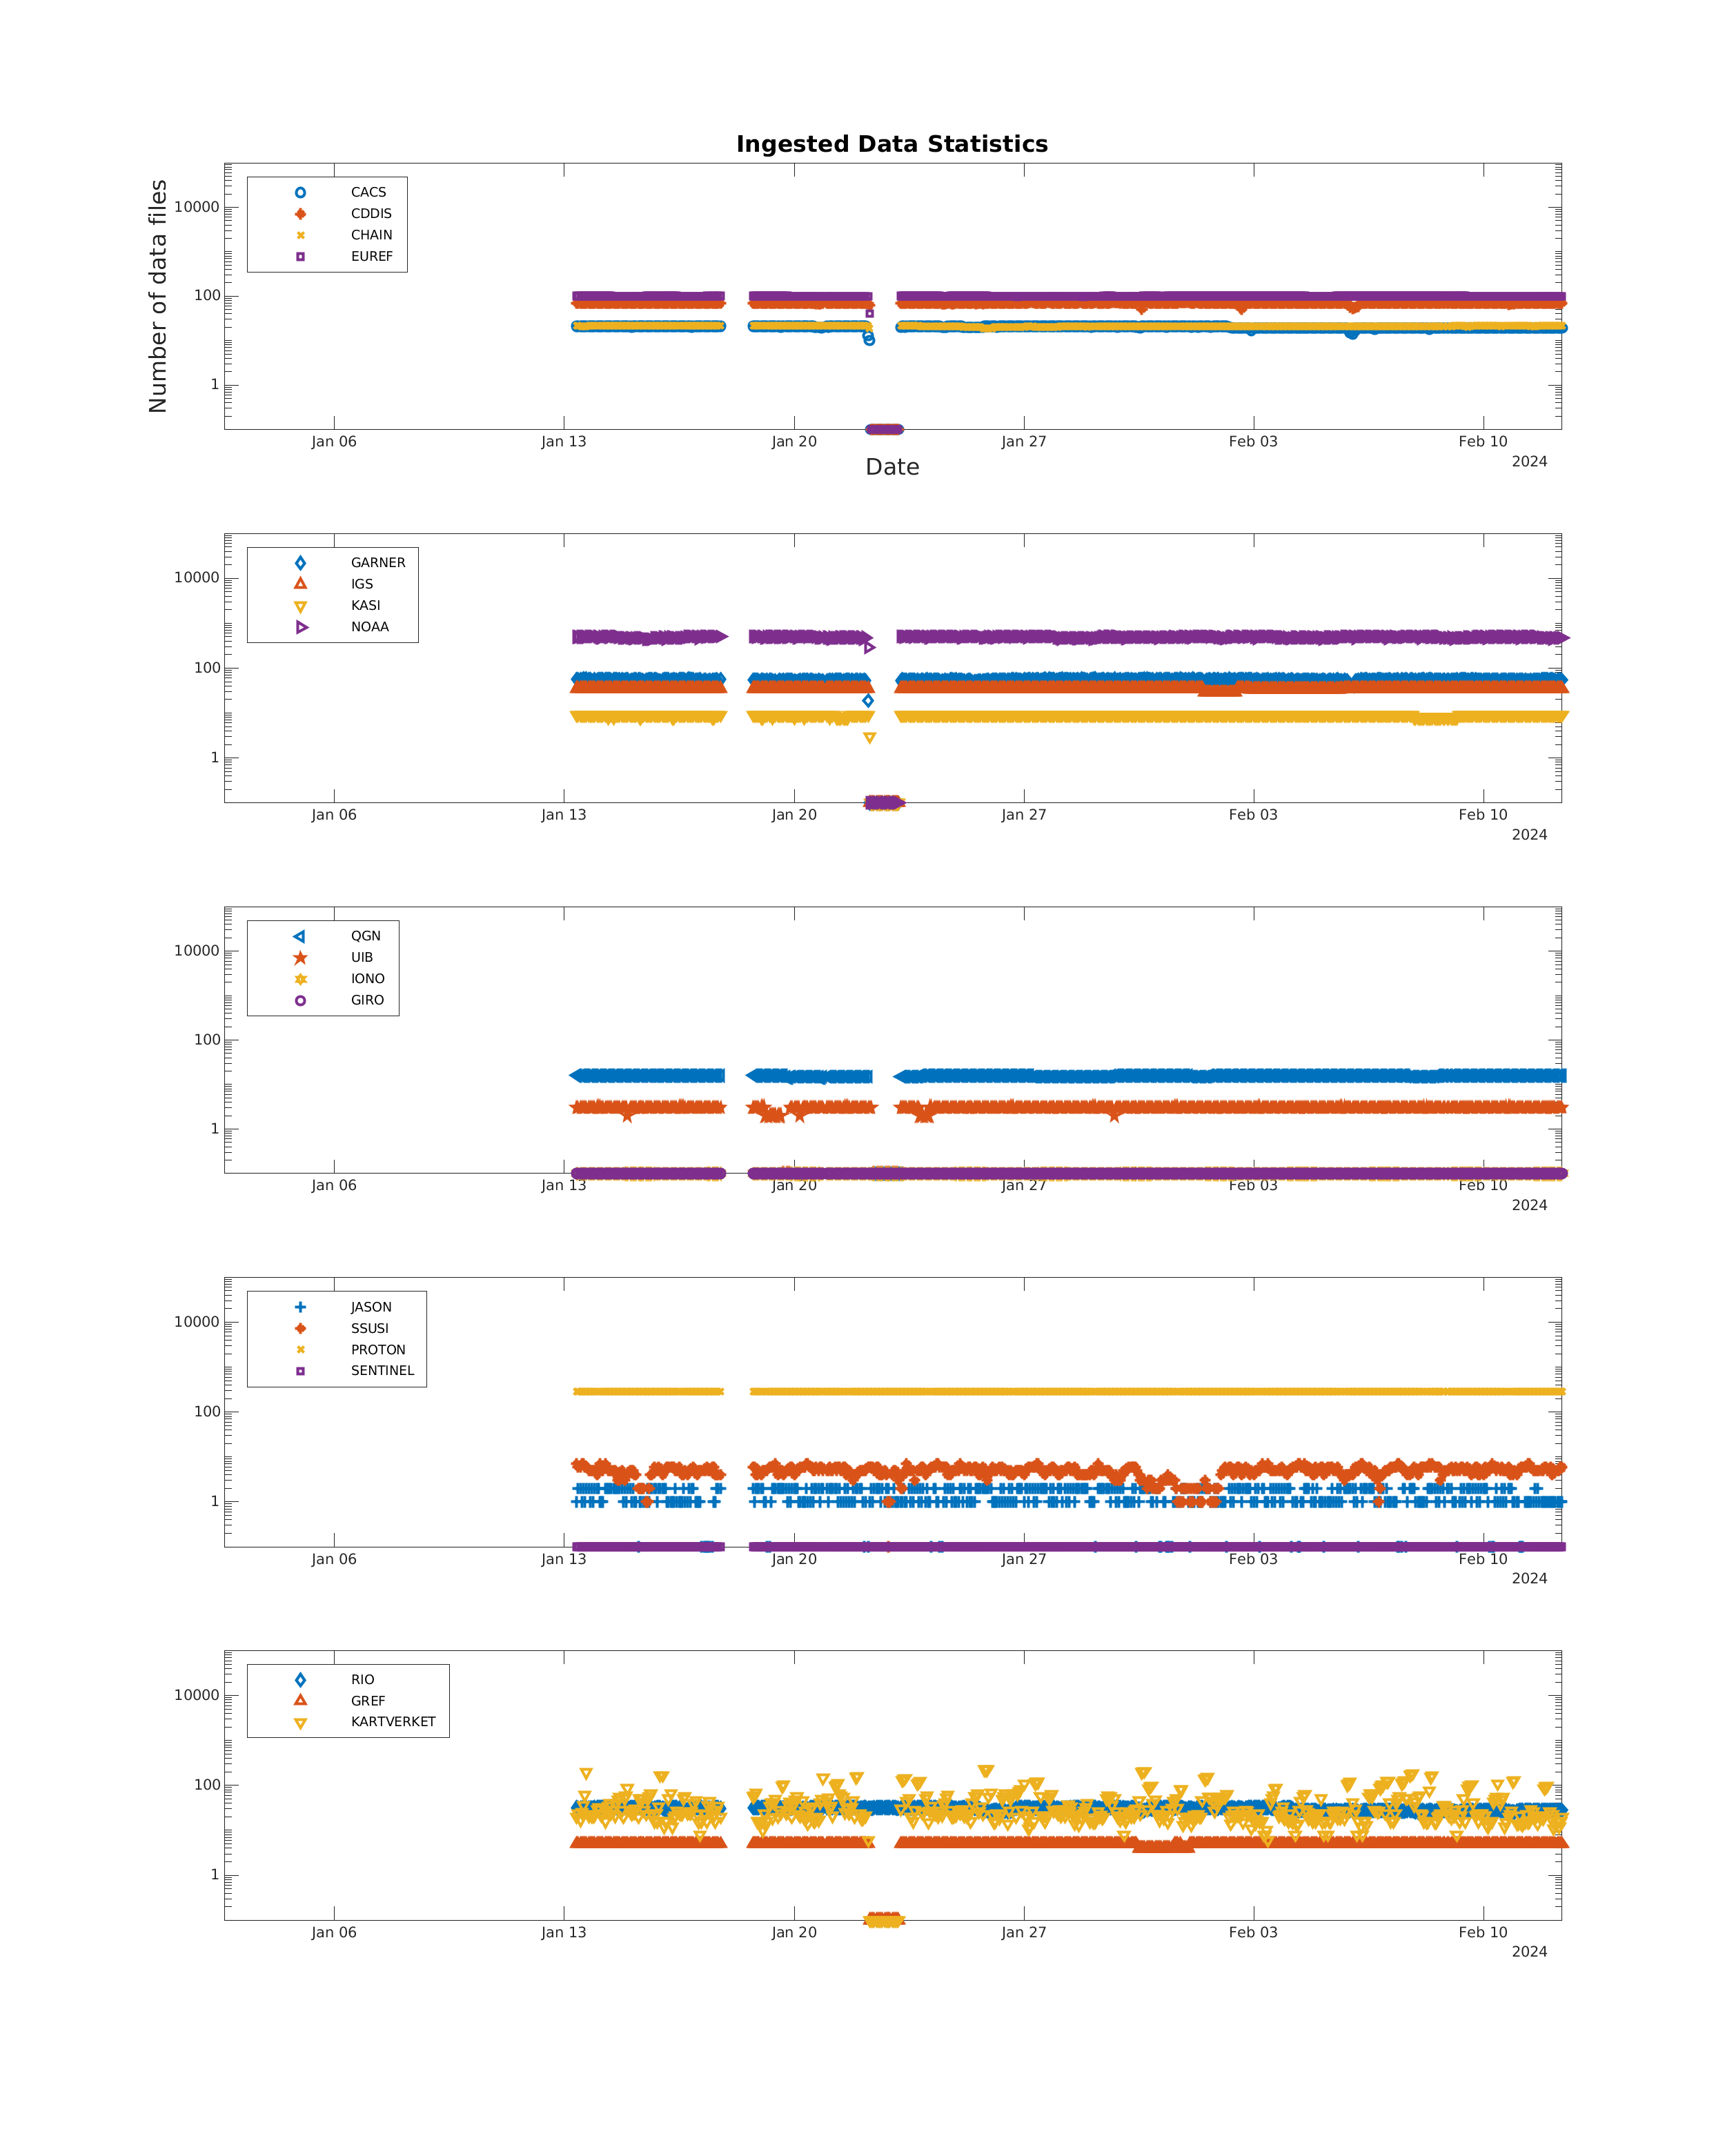 Ingested Data Statistics
Number of data files
CACS
CDDIS
CHAIN
EUREF
10000
100
1
Jan 06 Jan 13 Jan 20 Jan 27 Feb 03 Feb 10
2024
Date
GARNER
IGS
KASI
NOAA
10000
100
1
Jan 06 Jan 13 Jan 20 Jan 27 Feb 03 Feb 10
2024
QGN
UIB
IONO
GIRO
10000
100
1
Jan 06 Jan 13 Jan 20 Jan 27 Feb 03 Feb 10
2024
JASON
SSUSI
PROTON
SENTINEL
10000
100
1
Jan 06 Jan 13 Jan 20 Jan 27 Feb 03 Feb 10
2024
RIO
GREF
KARTVERKET
10000
100
1
Jan 06 Jan 13 Jan 20 Jan 27 Feb 03 Feb 10
2024